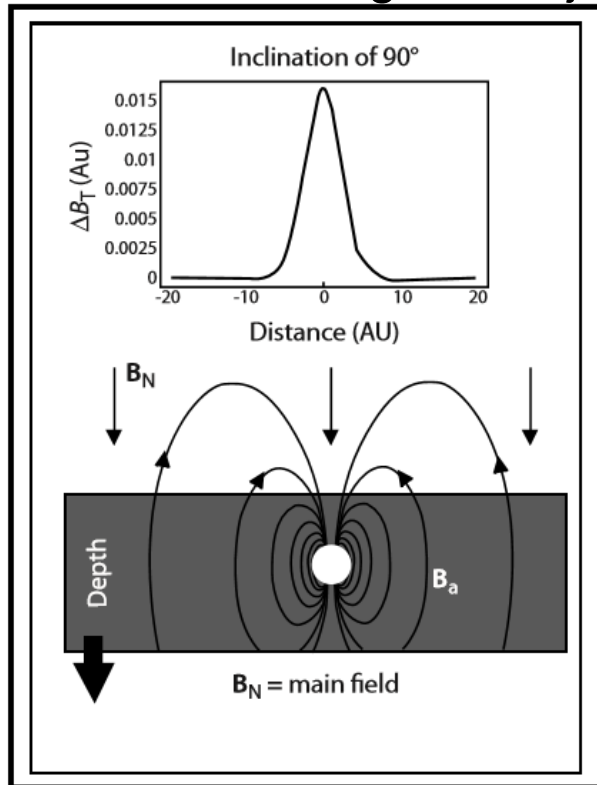 Inclination of 90°
0.015
0.0125
0.01
0.0075
0.005
0.0025
0
ΔB_T (Au)
-20 -10 0 10 20
Distance (AU)
B_N
Depth
B_a
B_N = main field